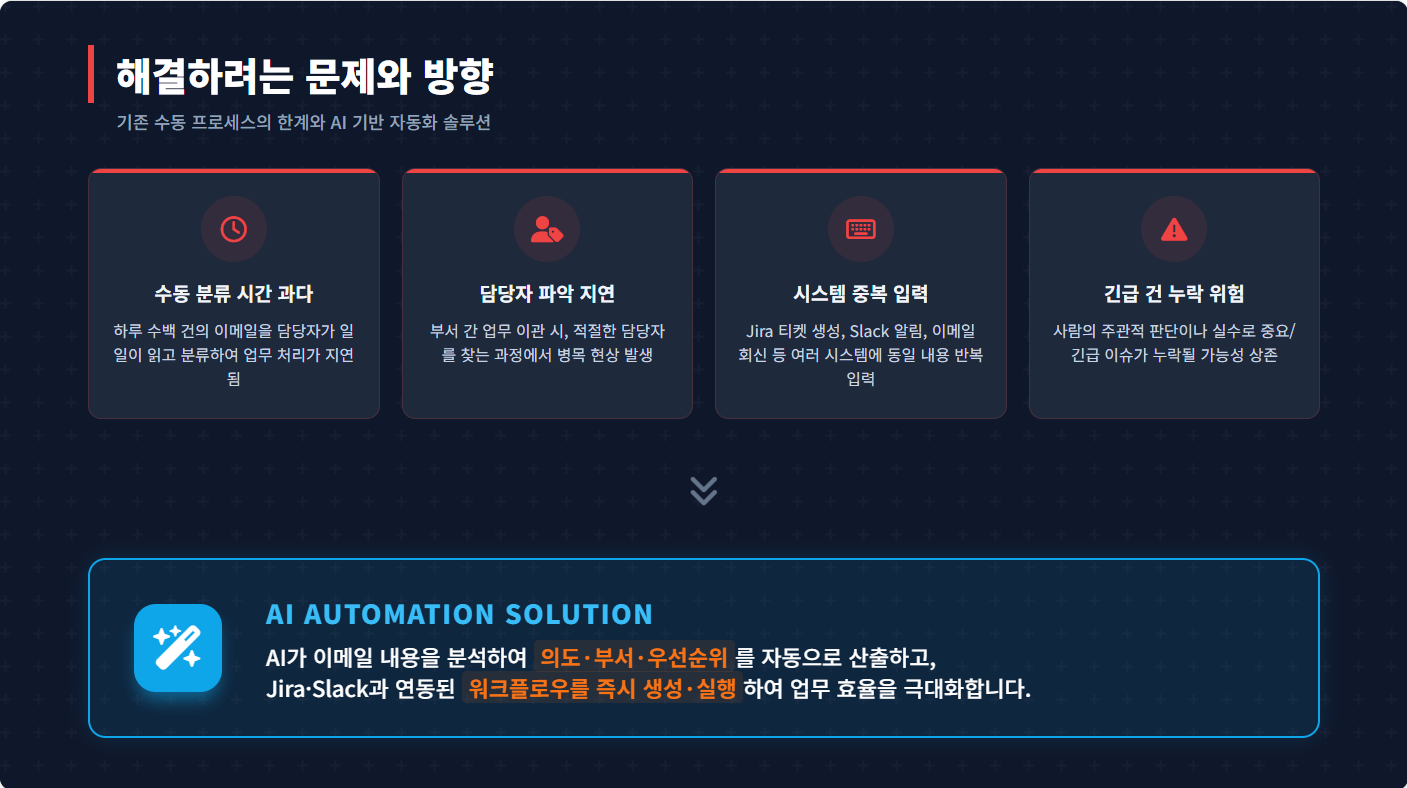 해결하려는 문제와 방향
기존 수동 프로세스의 한계와 AI 기반 자동화 솔루션
수동 분류 시간 과다
하루 수백 건의 이메일을 담당자가 일
일이 읽고 분류하여 업무 처리가 지연
됨
담당자 파악 지연
부서 간 업무 이관 시, 적절한 담당자
를 찾는 과정에서 병목 현상 발생
시스템 중복 입력
Jira 티켓 생성, Slack 알림, 이메일
회신 등 여러 시스템에 동일 내용 반복
입력
긴급 건 누락 위험
사람의 주관적 판단이나 실수로 중요/
긴급 이슈가 누락될 가능성 상존
AI AUTOMATION SOLUTION
AI가 이메일 내용을 분석하여 의도·부서·우선순위를 자동으로 산출하고,
Jira·Slack과 연동된 워크플로우를 즉시 생성·실행하여 업무 효율을 극대화합니다.